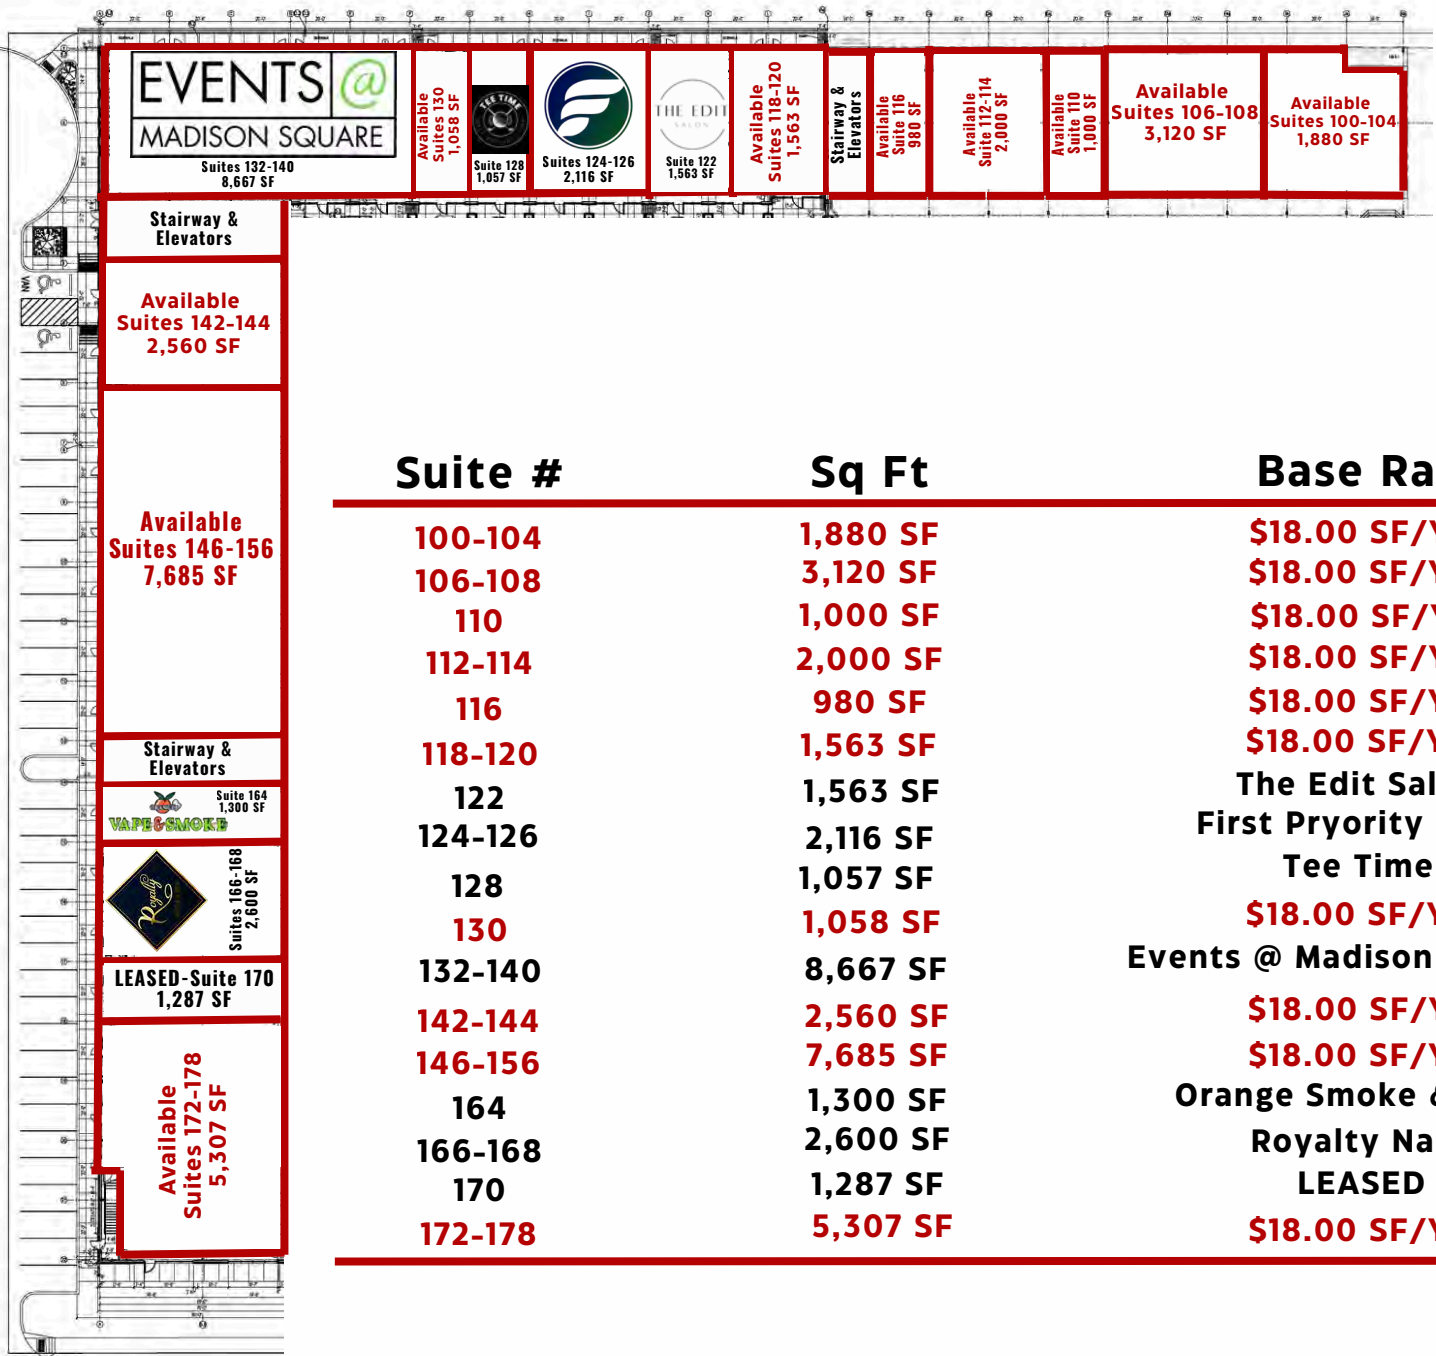 EVENTS @
MADISON SQUARE
Suites 132-140
8,667 SF
Available
Suites 130
1,058 SF
TEE TIME
Suite 128
1,057 SF
Suites 124-126
2,116 SF
THE EDIT
SALON
Suite 122
1,563 SF
Available
Suites 118-120
1,563 SF
Stairway &
Elevators
Available
Suite 116
980 SF
Available
Suite 112-114
2,000 SF
Available
Suite 110
1,000 SF
Available
Suites 106-108
3,120 SF
Available
Suites 100-104
1,880 SF
Stairway &
Elevators
VAN
Available
Suites 142-144
2,560 SF
Available
Suites 146-156
7,685 SF
Stairway &
Elevators
Suite 164
1,300 SF
VAPE & SMOKE
Royalty
Suites 166-168
2,600 SF
LEASED-Suite 170
1,287 SF
Available
Suites 172-178
5,307 SF
Suite # Sq Ft Base Ra
100-104 1,880 SF $18.00 SF/Y
106-108 3,120 SF $18.00 SF/Y
110 1,000 SF $18.00 SF/Y
112-114 2,000 SF $18.00 SF/Y
116 980 SF $18.00 SF/Y
118-120 1,563 SF $18.00 SF/Y
122 1,563 SF The Edit Sal
124-126 2,116 SF First Pryority
128 1,057 SF Tee Time
130 1,058 SF $18.00 SF/Y
132-140 8,667 SF Events @ Madison
142-144 2,560 SF $18.00 SF/Y
146-156 7,685 SF $18.00 SF/Y
164 1,300 SF Orange Smoke &
166-168 2,600 SF Royalty Na
170 1,287 SF LEASED
172-178 5,307 SF $18.00 SF/Y